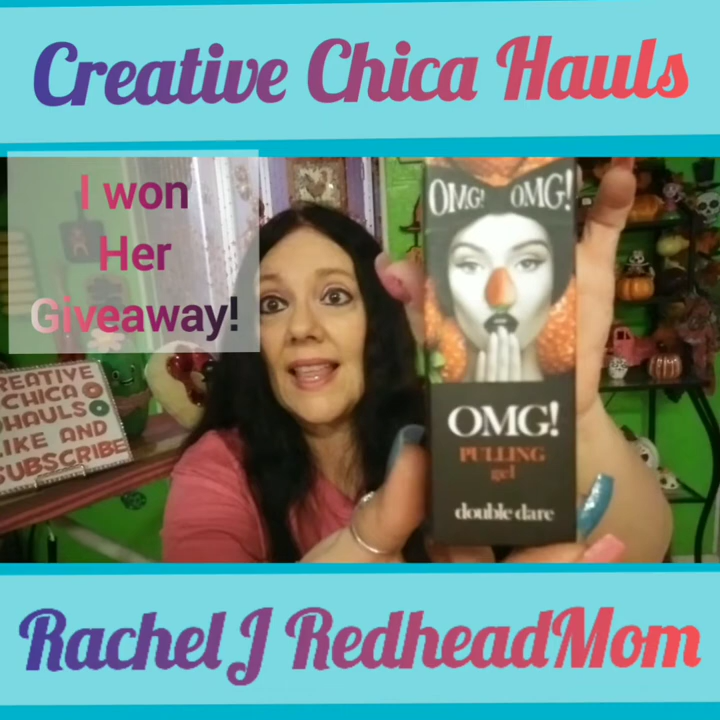 Creative Chica Hauls
I won
Her
Giveaway!
OMG! OMG!
REATIVE
CHICA
HAULS
LIKE AND
SUBSCRIBE
OMG!
PULLING
gel
double dare
Rachel J RedheadMom